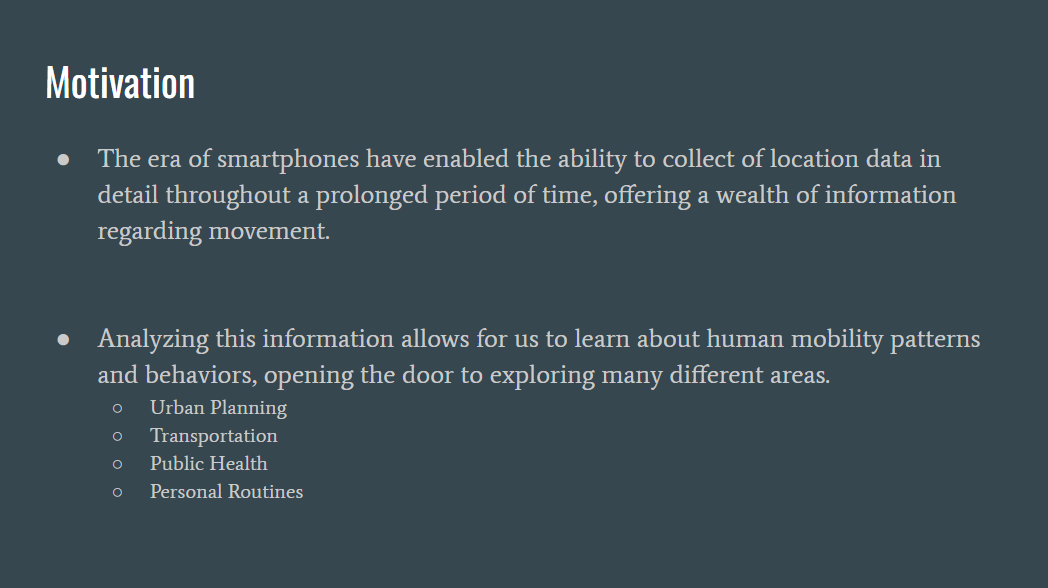 Motivation
● The era of smartphones have enabled the ability to collect of location data in
detail throughout a prolonged period of time, offering a wealth of information
regarding movement.
● Analyzing this information allows for us to learn about human mobility patterns
and behaviors, opening the door to exploring many different areas.
○ Urban Planning
○ Transportation
○ Public Health
○ Personal Routines